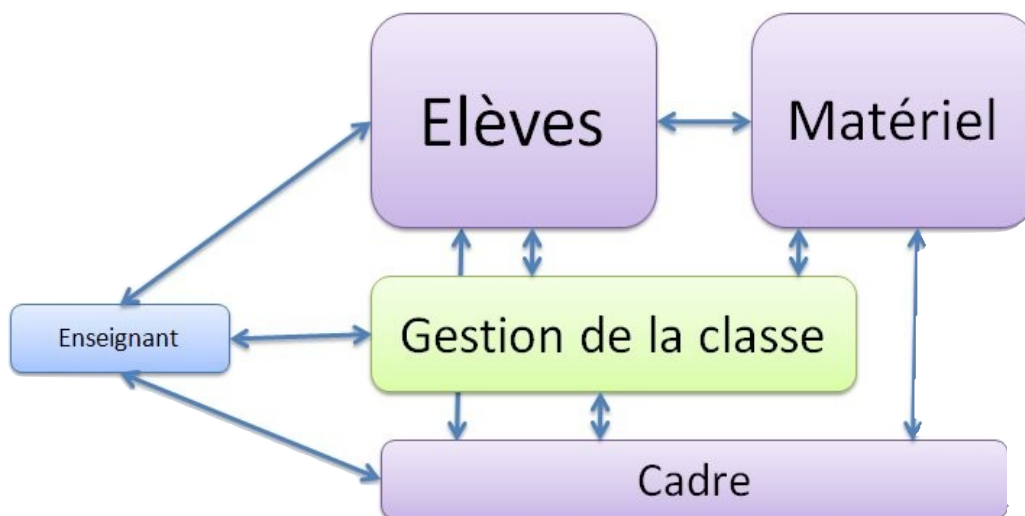 Elèves
Matériel
Enseignant
Gestion de la classe
Cadre